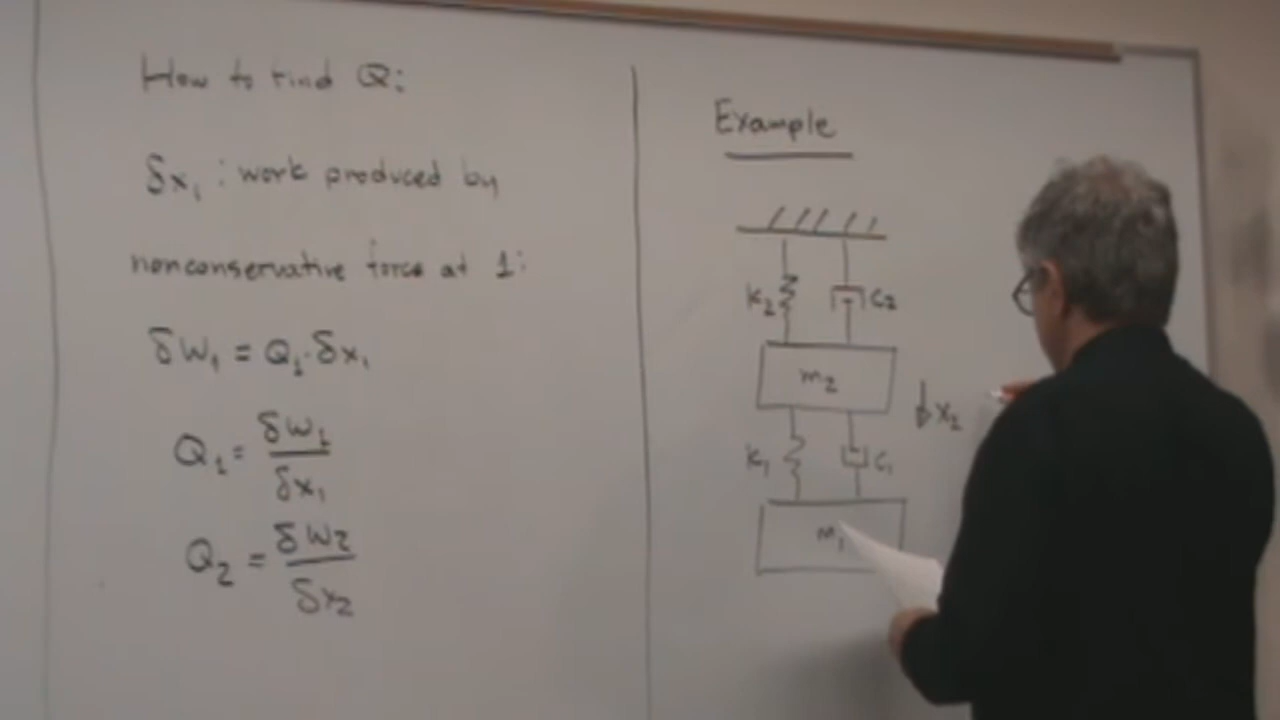 How to find Q:
δx₁ : work produced by
nonconservative force at 1:
δW₁ = Q₁·δx₁
Q₁ = δW₁ / δx₁
Q₂ = δW₂ / δx₂
Example
K₂ C₂
m₂
x₂
K₁ C₁
m₁